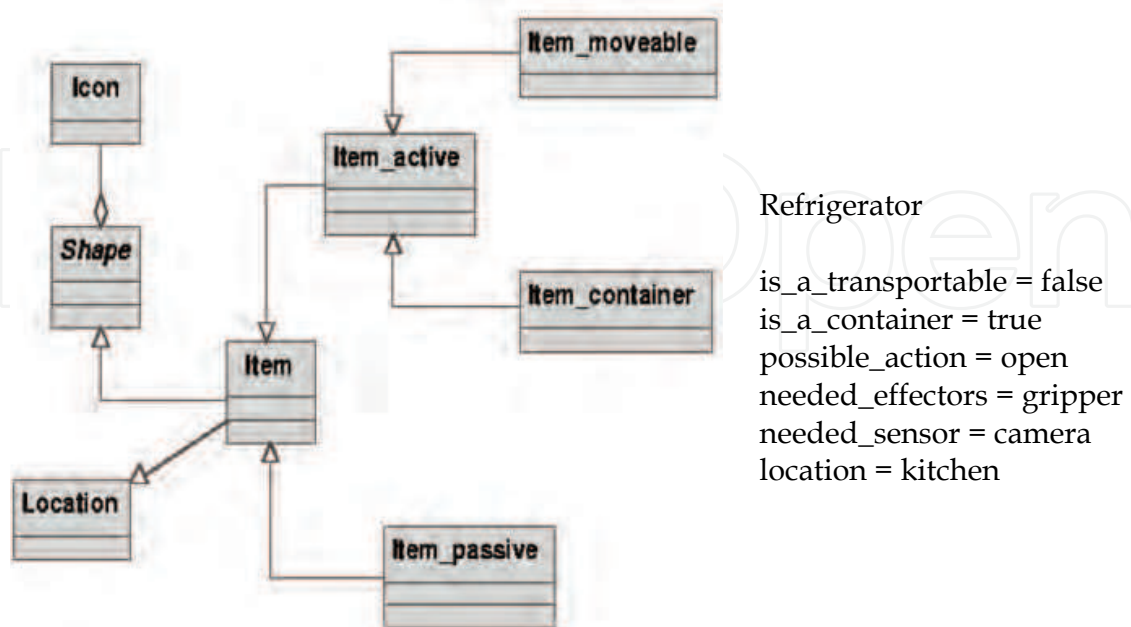 Item_moveable
Icon
Item_active
Shape
Item_container
Item
Location
Item_passive
Open
Refrigerator
is_a_transportable = false
is_a_container = true
possible_action = open
needed_effectors = gripper
needed_sensor = camera
location = kitchen